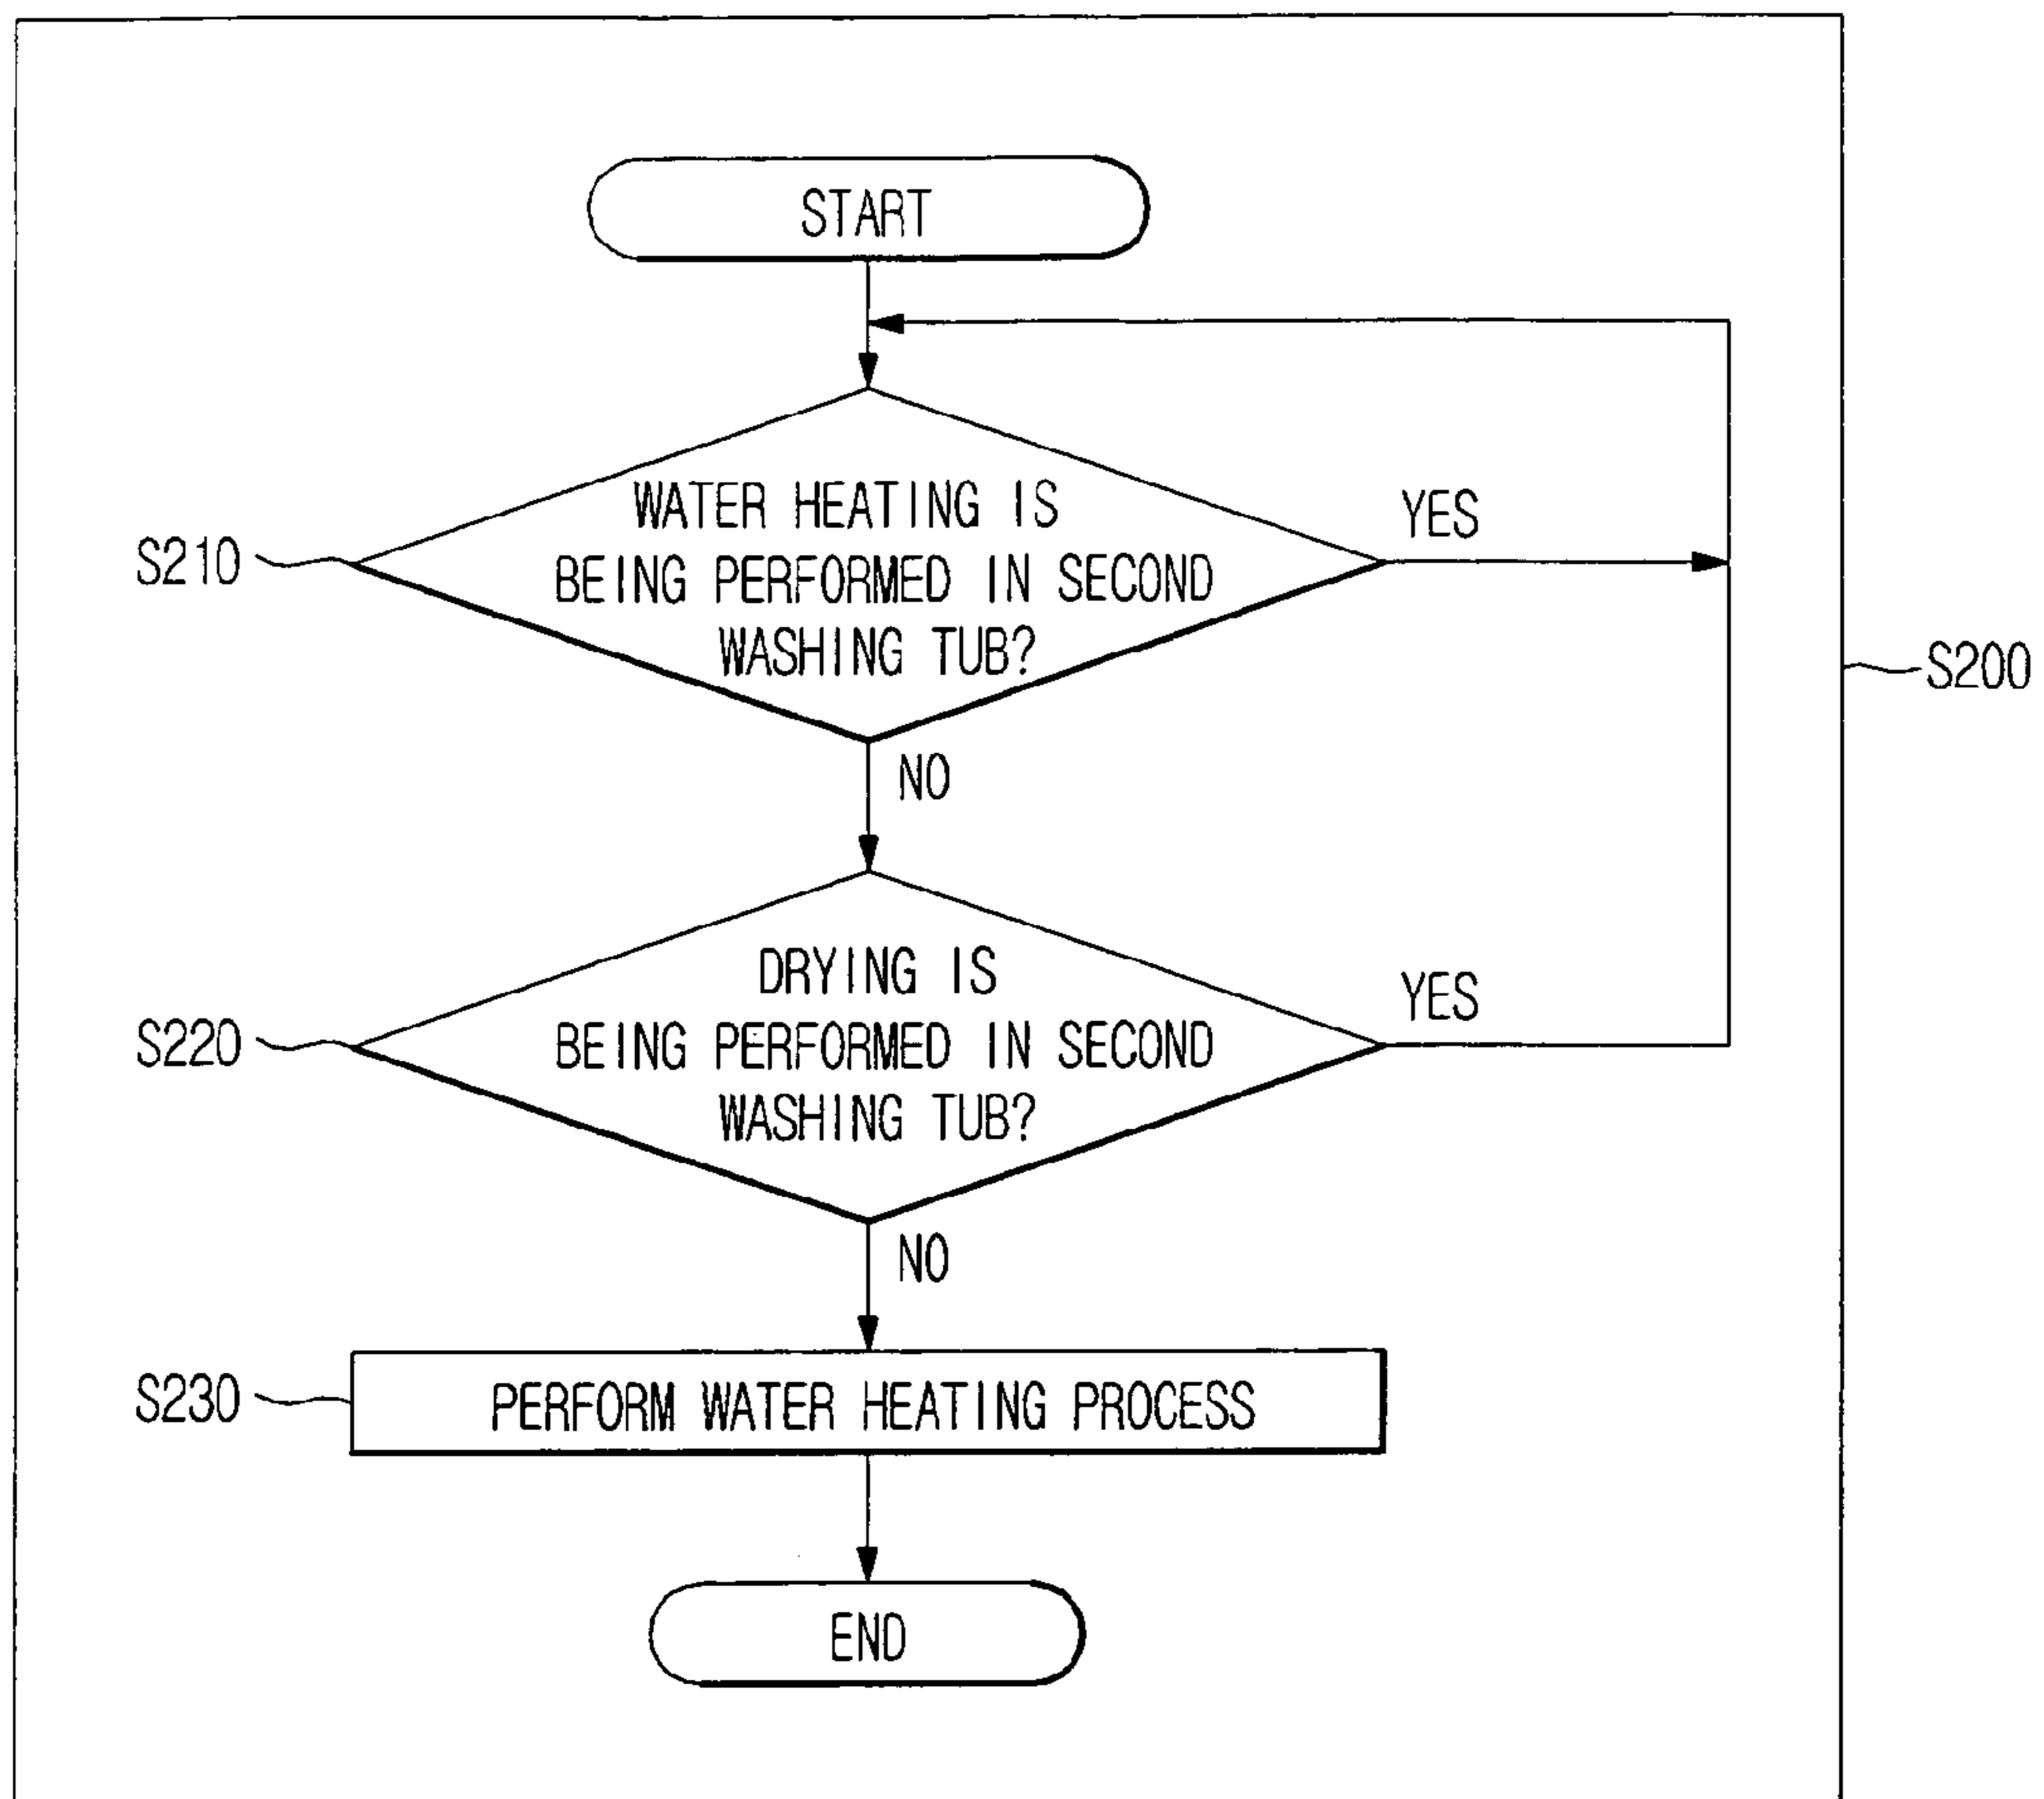 START
WATER HEATING IS
BEING PERFORMED IN SECOND
WASHING TUB?
YES
S210
S200
NO
DRYING IS
BEING PERFORMED IN SECOND
WASHING TUB?
YES
S220
NO
S230
PERFORM WATER HEATING PROCESS
END